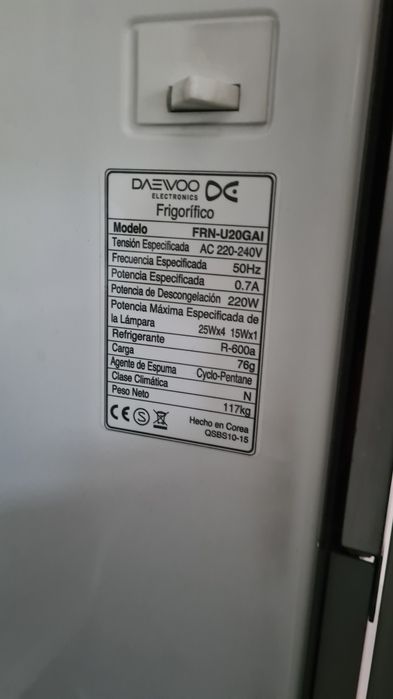 DAEWOO
ELECTRONICS
Frigorífico
Modelo FRN-U20GAI
Tensión Especificada AC 220-240V
Frecuencia Especificada 50Hz
Potencia Especificada 0.7A
Potencia de Descongelación 220W
Potencia Máxima Especificada de
la Lámpara 25Wx4 15Wx1
Refrigerante R-600a
Carga 76g
Agente de Espuma Cyclo-Pentane
Clase Climática N
Peso Neto 117kg
CE S Hecho en Corea
QSBS10-15